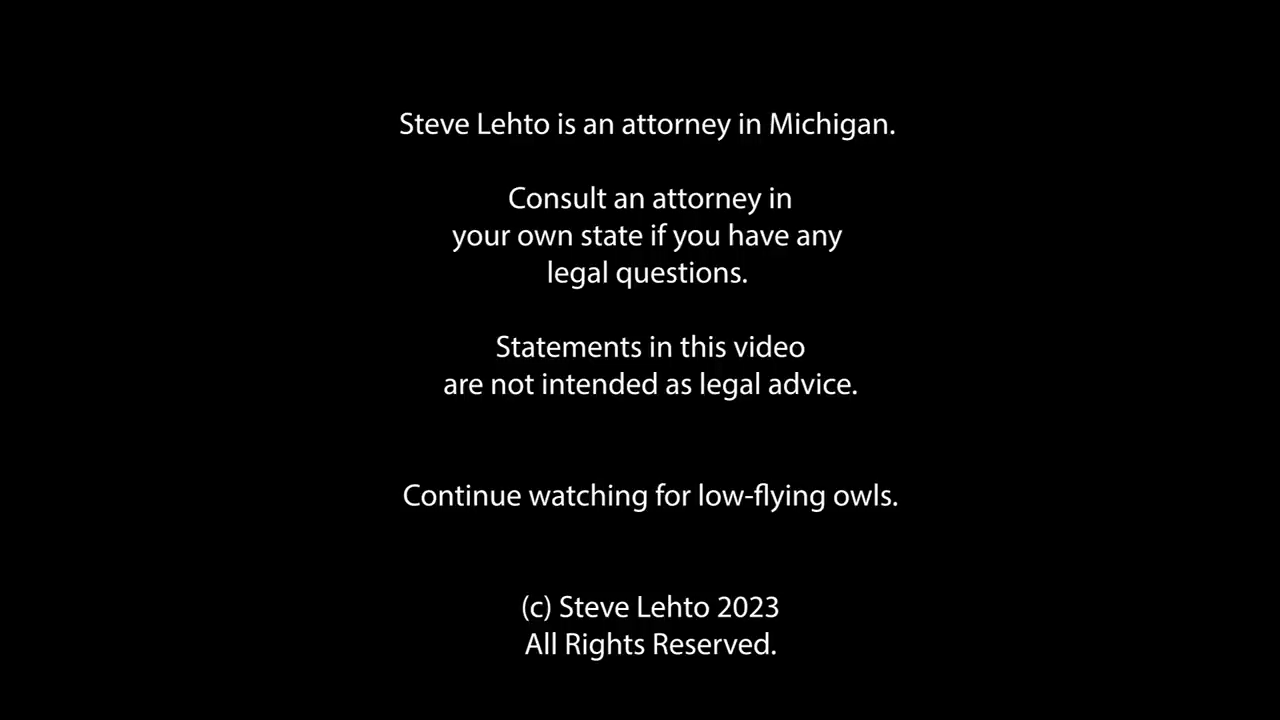 Steve Lehto is an attorney in Michigan.
Consult an attorney in
your own state if you have any
legal questions.
Statements in this video
are not intended as legal advice.
Continue watching for low-flying owls.
(c) Steve Lehto 2023
All Rights Reserved.